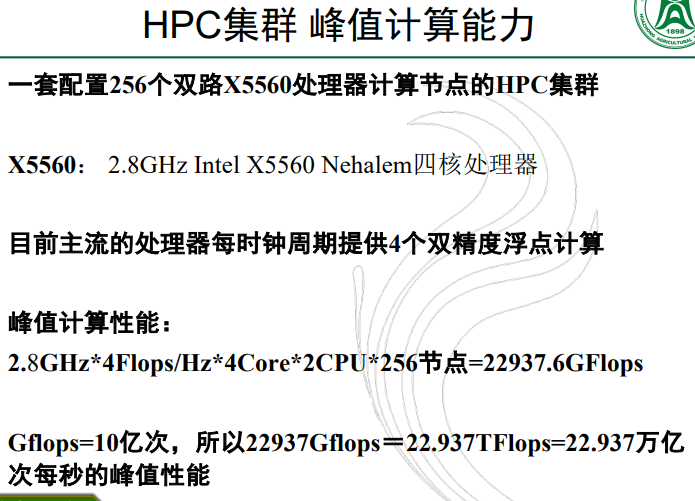 HPC集群 峰值计算能力
1898
一套配置256个双路X5560处理器计算节点的HPC集群
X5560： 2.8GHz Intel X5560 Nehalem四核处理器
目前主流的处理器每时钟周期提供4个双精度浮点计算
峰值计算性能：
2.8GHz*4Flops/Hz*4Core*2CPU*256节点=22937.6GFlops
Gflops=10亿次，所以22937Gflops＝22.937TFlops=22.937万亿
次每秒的峰值性能